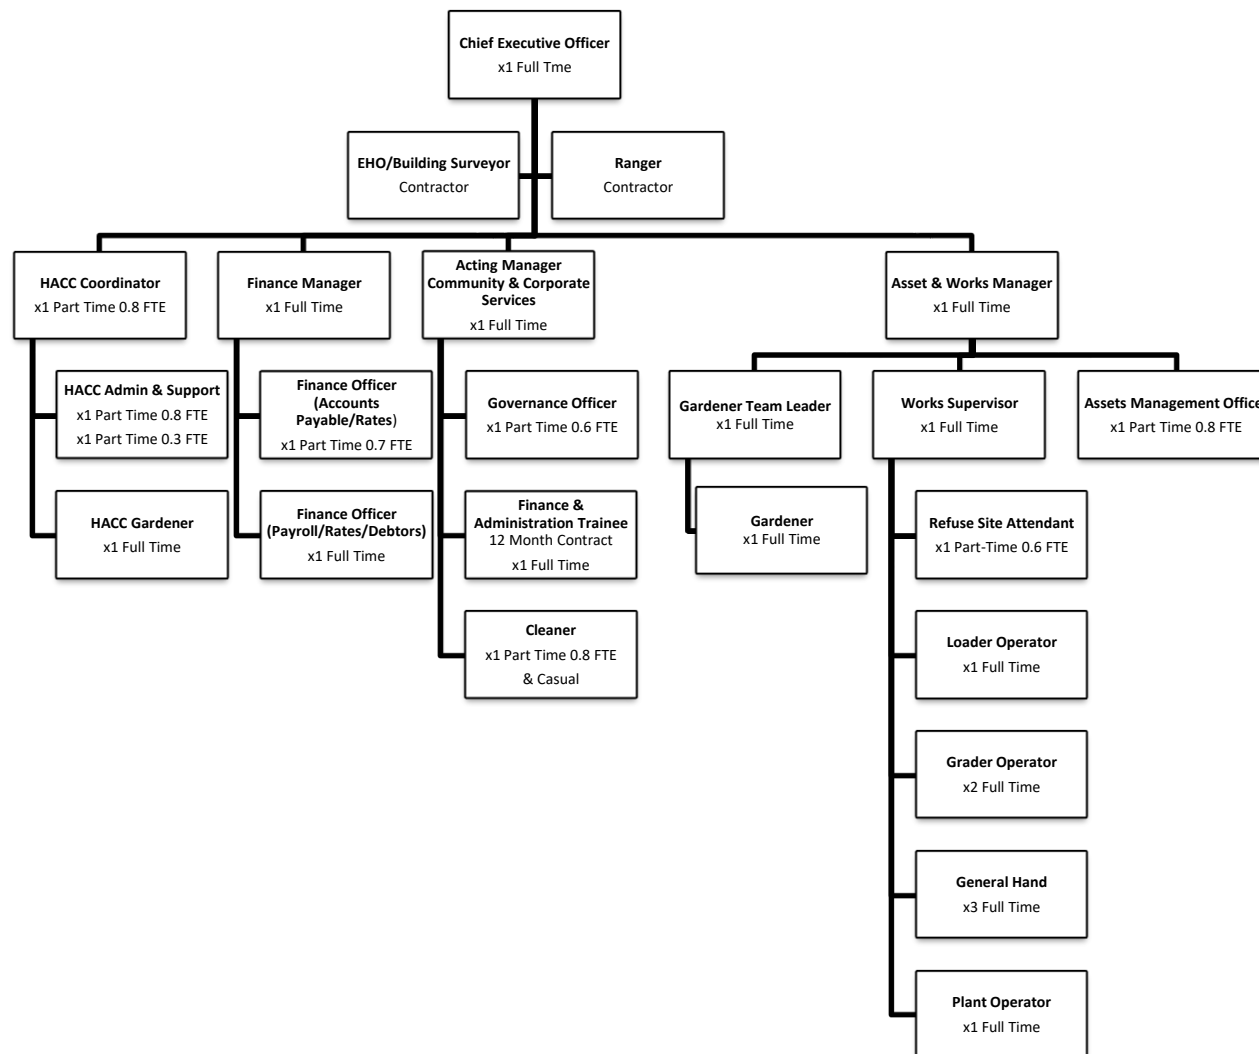 Chief Executive Officer
x1 Full Tme
EHO/Building Surveyor
Contractor
Ranger
Contractor
HACC Coordinator
x1 Part Time 0.8 FTE
Finance Manager
x1 Full Time
Acting Manager
Community & Corporate
Services
x1 Full Time
Asset & Works Manager
x1 Full Time
HACC Admin & Support
x1 Part Time 0.8 FTE
x1 Part Time 0.3 FTE
Finance Officer
(Accounts
Payable/Rates)
x1 Part Time 0.7 FTE
Governance Officer
x1 Part Time 0.6 FTE
Gardener Team Leader
x1 Full Time
Works Supervisor
x1 Full Time
Assets Management Office
x1 Part Time 0.8 FTE
HACC Gardener
x1 Full Time
Finance Officer
(Payroll/Rates/Debtors)
x1 Full Time
Finance &
Administration Trainee
12 Month Contract
x1 Full Time
Gardener
x1 Full Time
Refuse Site Attendant
x1 Part-Time 0.6 FTE
Cleaner
x1 Part Time 0.8 FTE
& Casual
Loader Operator
x1 Full Time
Grader Operator
x2 Full Time
General Hand
x3 Full Time
Plant Operator
x1 Full Time